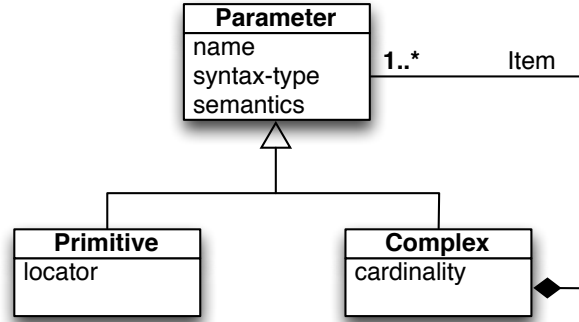 Parameter
name
syntax-type
semantics
1..*
Item
Primitive
locator
Complex
cardinality